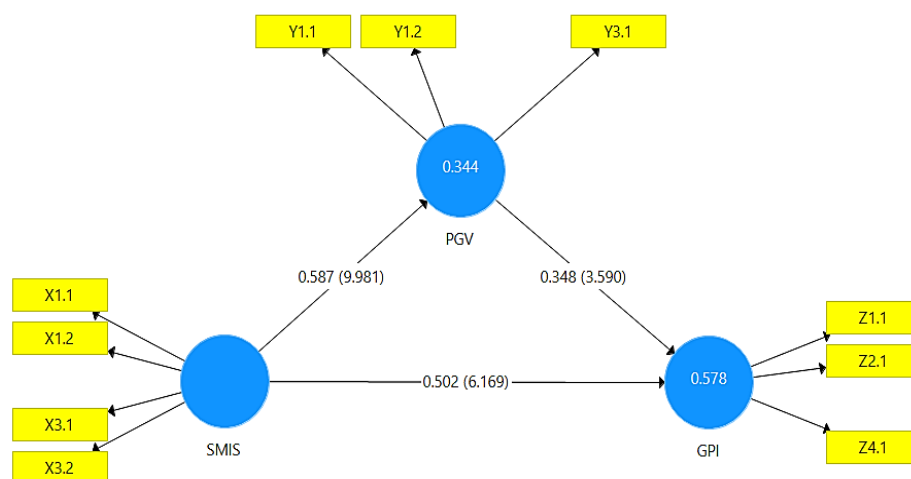 Y1.1
Y1.2
Y3.1
0.344
PGV
0.587 (9.981)
0.348 (3.590)
X1.1
X1.2
X3.1
X3.2
SMIS
0.502 (6.169)
0.578
GPI
Z1.1
Z2.1
Z4.1